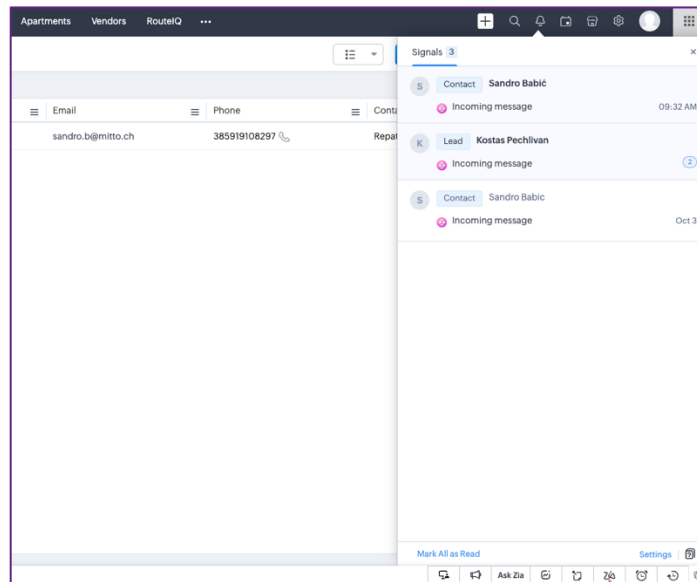 Apartments Vendors RouteIQ •••
Signals 3
S Contact Sandro Babić
Incoming message 09:32 AM
K Lead Kostas Pechlivan
Incoming message 2
S Contact Sandro Babic
Incoming message Oct 3
Email Phone Conta
sandro.b@mitto.ch 385919108297 Repat
Mark All as Read Settings
Ask Zia